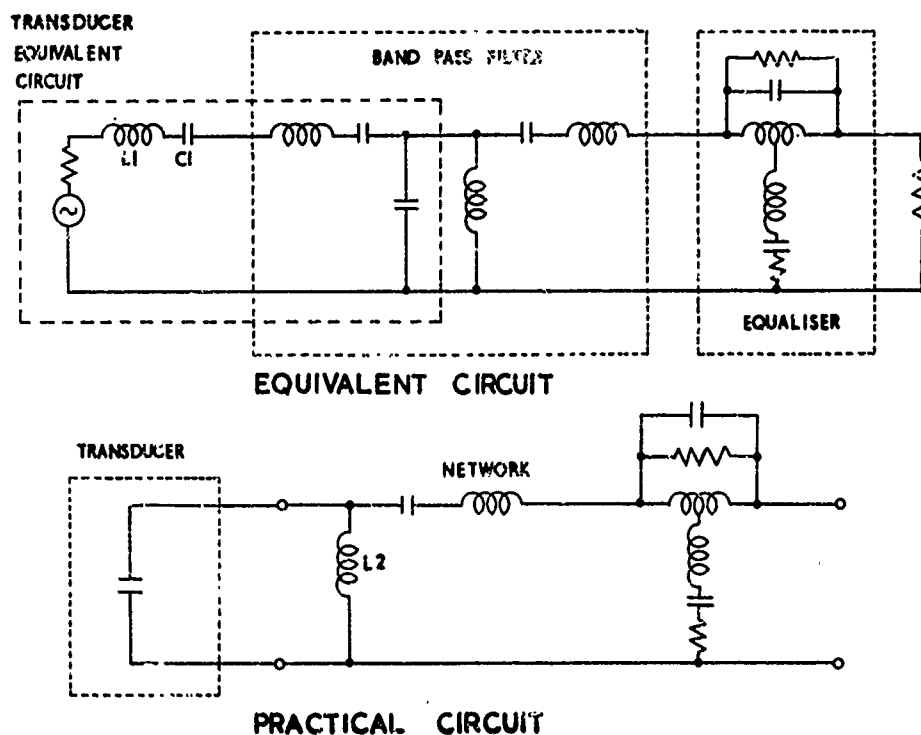 TRANSDUCER
EQUIVALENT
CIRCUIT
BAND PASS FILTER
L1
C1
EQUALISER
EQUIVALENT CIRCUIT
TRANSDUCER
NETWORK
L2
PRACTICAL CIRCUIT